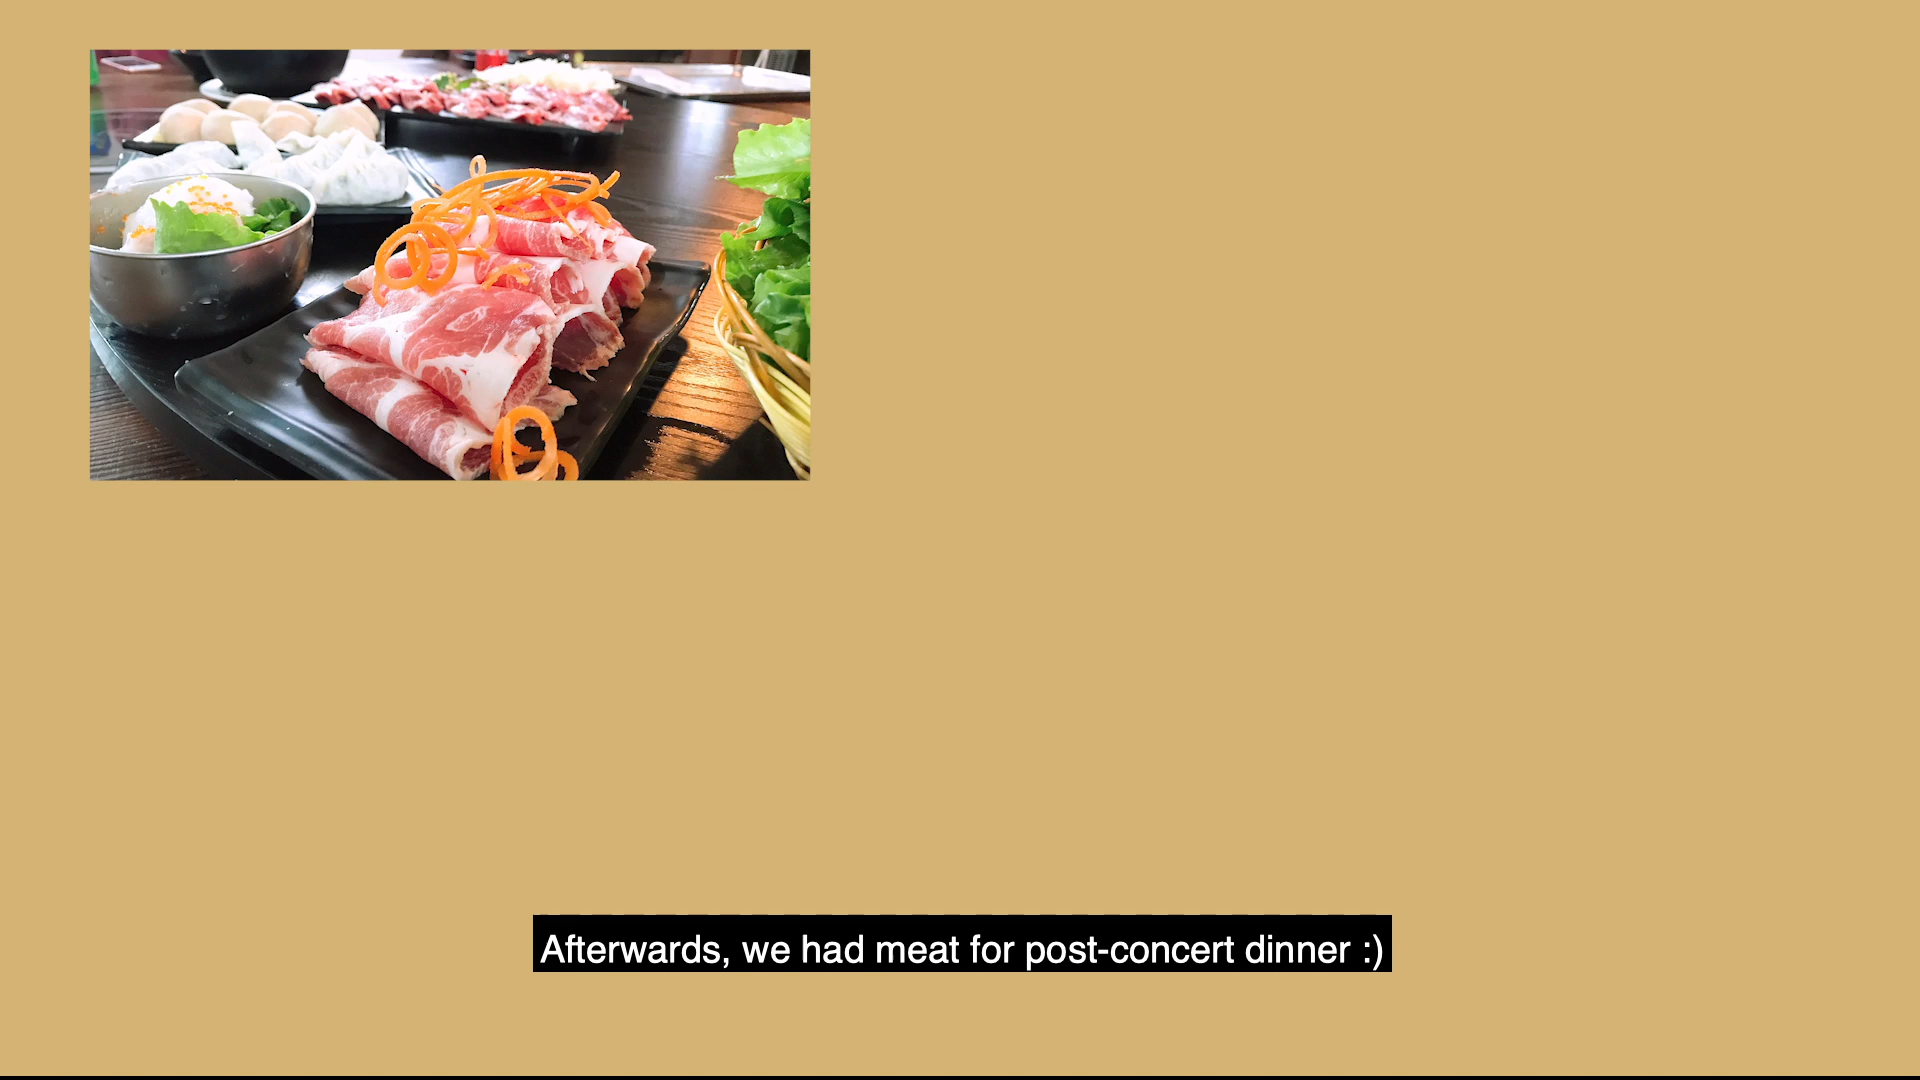 Afterwards, we had meat for post-concert dinner :)